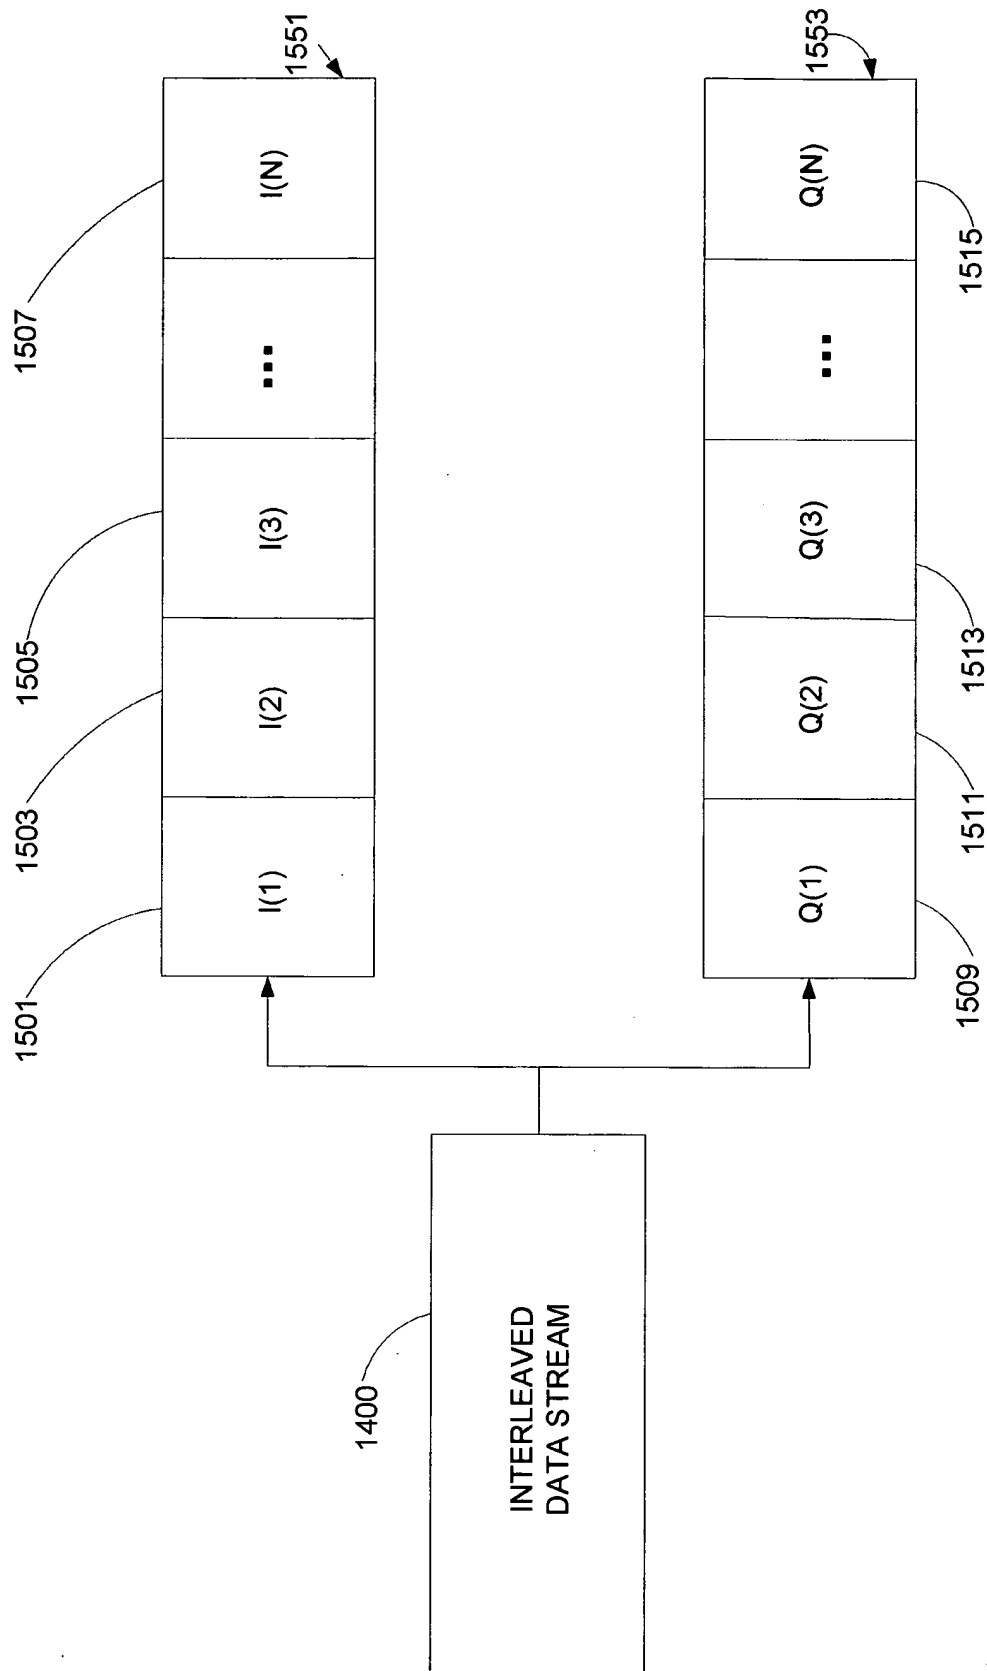 1501
1503
1505
1507
1551
I(1)
I(2)
I(3)
...
I(N)
1400
INTERLEAVED
DATA STREAM
1553
Q(1)
Q(2)
Q(3)
...
Q(N)
1509
1511
1513
1515